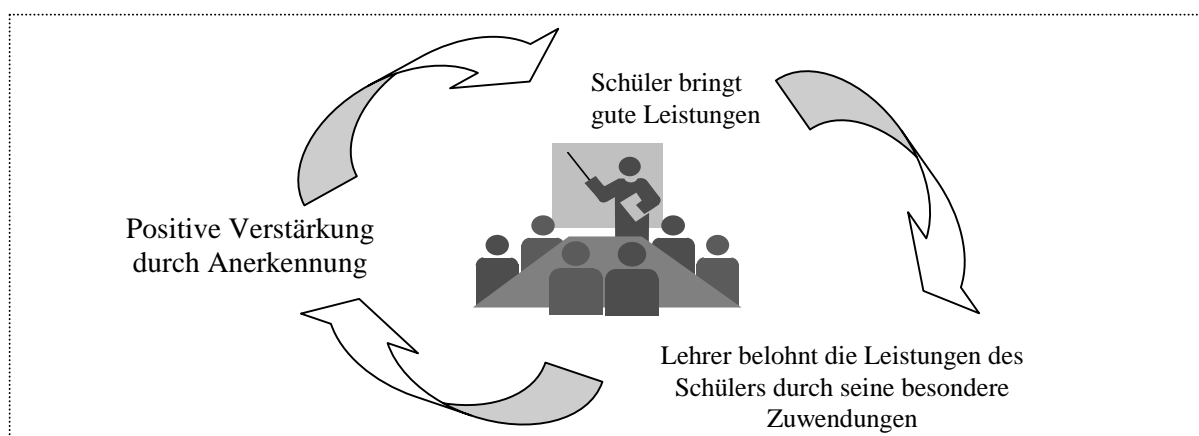 Schüler bringt
gute Leistungen
Lehrer belohnt die Leistungen des
Schülers durch seine besondere
Zuwendungen
Positive Verstärkung
durch Anerkennung